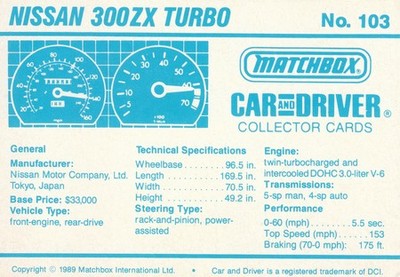 NISSAN 300ZX TURBO No. 103
MATCHBOX®
CAR AND DRIVER®
COLLECTOR CARDS
General
Manufacturer:
Nissan Motor Company, Ltd.
Tokyo, Japan
Base Price: $33,000
Vehicle Type:
front-engine, rear-drive
Technical Specifications
Wheelbase . . . . . . . . 96.5 in.
Length . . . . . . . . . . . 169.5 in.
Width . . . . . . . . . . . . 70.5 in.
Height . . . . . . . . . . . . 49.2 in.
Steering Type:
rack-and-pinion, power-
assisted
Engine:
twin-turbocharged and
intercooled DOHC 3.0-liter V-6
Transmissions:
5-sp man, 4-sp auto
Performance
0-60 (mph) . . . . . . . . . 5.5 sec.
Top Speed (mph) . . . . . 153
Braking (70-0 mph): 175 ft.
Copyright © 1989 Matchbox International Ltd. • Car and Driver is a registered trademark of DCI.